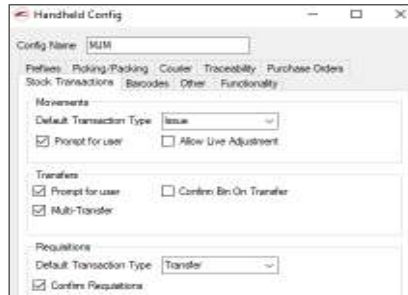 Handheld Config
Config Name MJM
Prefixes Picking/Packing Courier Traceability Purchase Orders
Stock Transactions Barcodes Other Functionality
Movements
Default Transaction Type Issue
Prompt for user Allow Live Adjustment
Transfers
Prompt for user Confirm Bin On Transfer
Multi-Transfer
Requisitions
Default Transaction Type Transfer
Confirm Requisitions